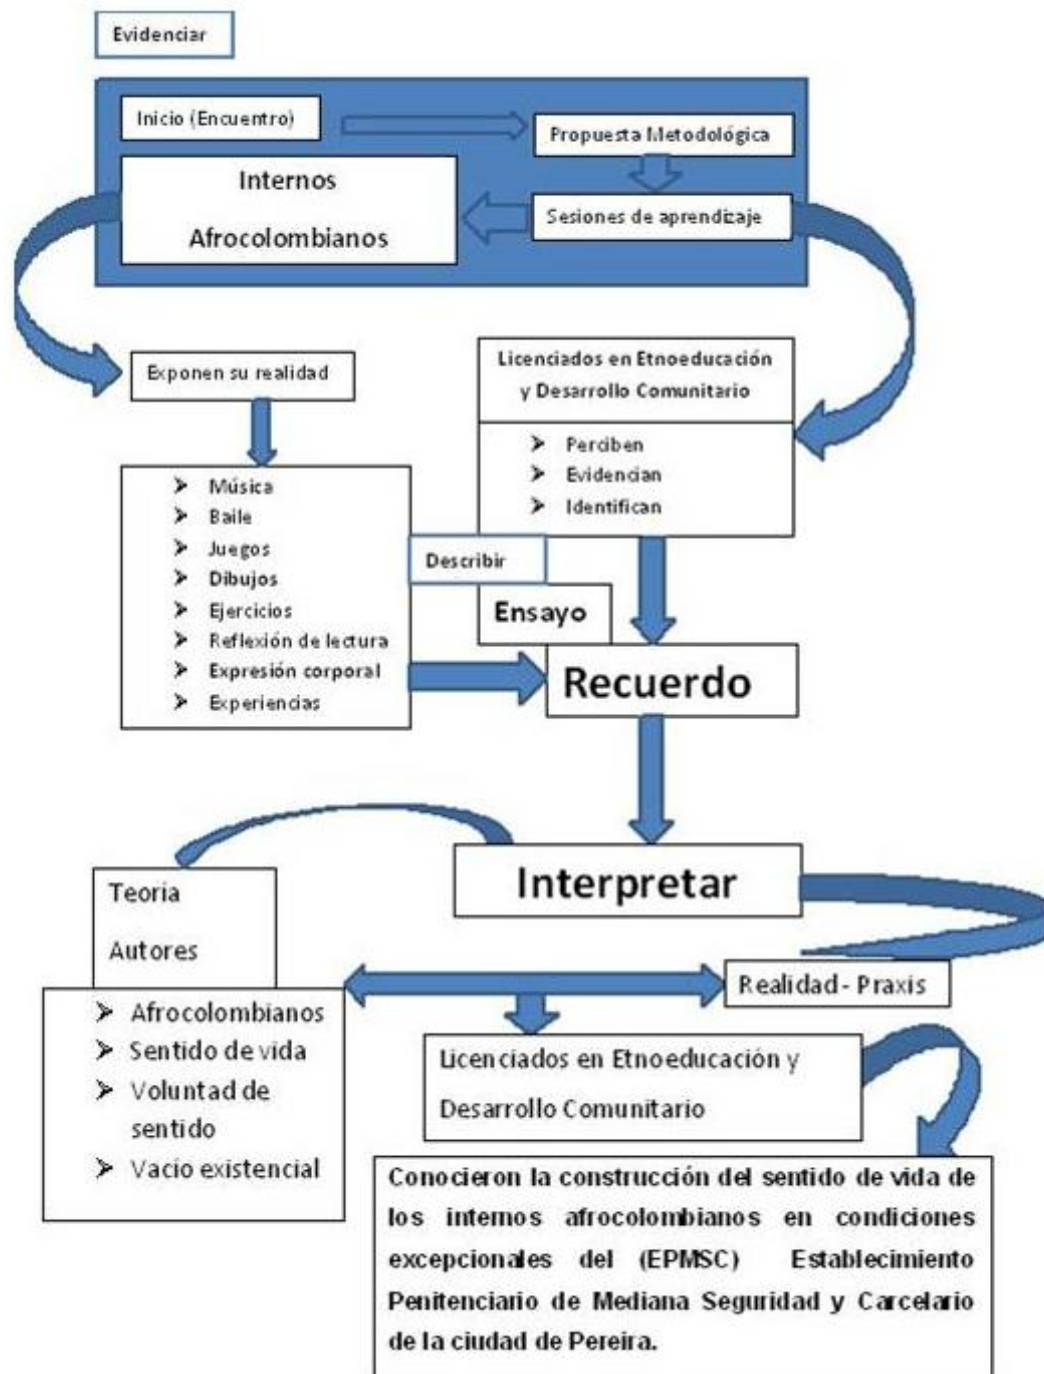 Evidenciar
Inicio (Encuentro)
Propuesta Metodológica
Internos
Afrocolombianos
Sesiones de aprendizaje
Exponen su realidad
Licenciados en Etnoeducación
y Desarrollo Comunitario
➤ Perciben
➤ Evidencian
➤ Identifican
➤ Música
➤ Baile
➤ Juegos
➤ Dibujos
➤ Ejercicios
➤ Reflexión de lectura
➤ Expresión corporal
➤ Experiencias
Describir
Ensayo
Recuerdo
Interpretar
Teoria
Autores
➤ Afrocolombianos
➤ Sentido de vida
➤ Voluntad de
sentido
➤ Vacio existencial
Realidad - Praxis
Licenciados en Etnoeducación y
Desarrollo Comunitario
Conocieron la construcción del sentido de vida de
los internos afrocolombianos en condiciones
excepcionales del (EPMSC) Establecimiento
Penitenciario de Mediana Seguridad y Carcelario
de la ciudad de Pereira.